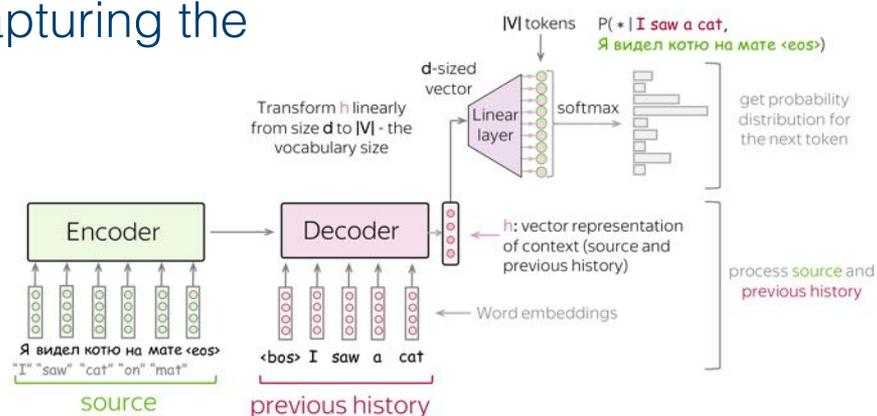 apturing the
|V| tokens
P( * | I saw a cat,
Я видел котю на мате <eos>)
d-sized
vector
Transform h linearly
from size d to |V| - the
vocabulary size
Linear
layer
softmax
get probability
distribution for
the next token
Encoder
Decoder
h: vector representation
of context (source and
previous history)
process source and
previous history
Word embeddings
Я видел котю на мате <eos>
"I" "saw" "cat" "on" "mat"
<bos> I saw a cat
source
previous history